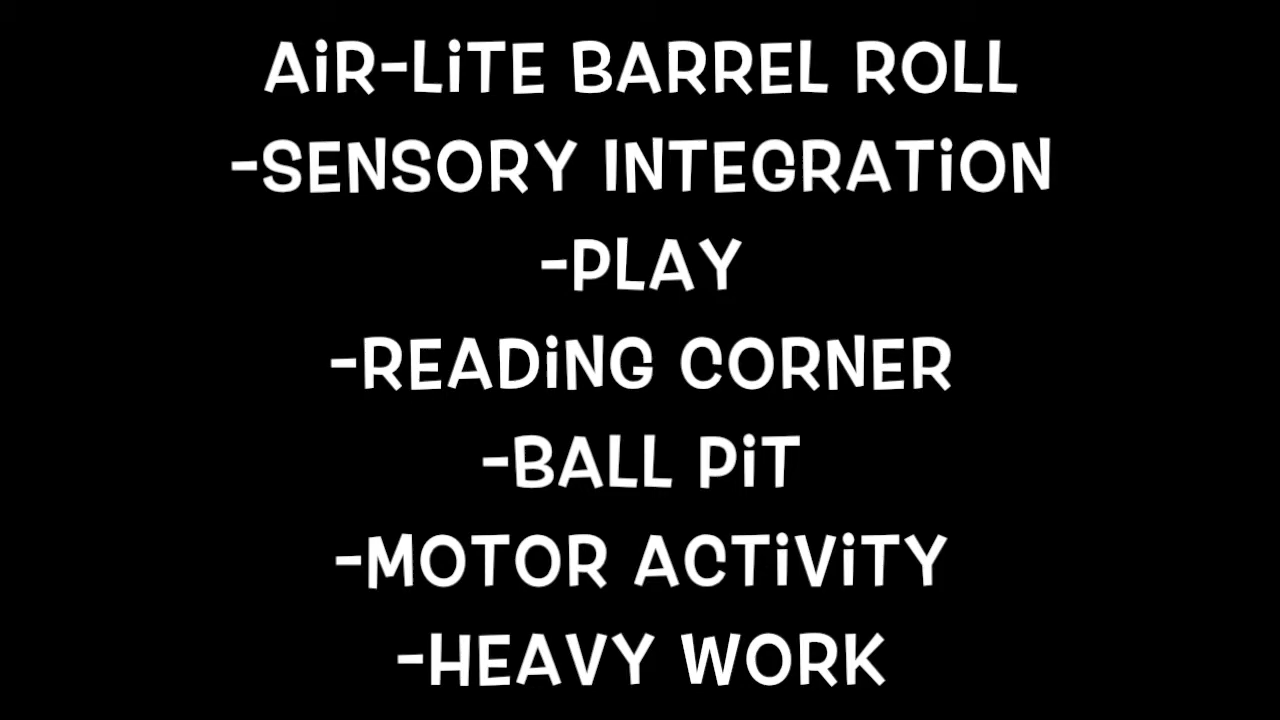 AiR-LiTE BARREL ROLL
-SENSORY INTEGRATiON
-PLAY
-READiNG CORNER
-BALL PiT
-MOTOR ACTiViTY
-HEAVY WORK